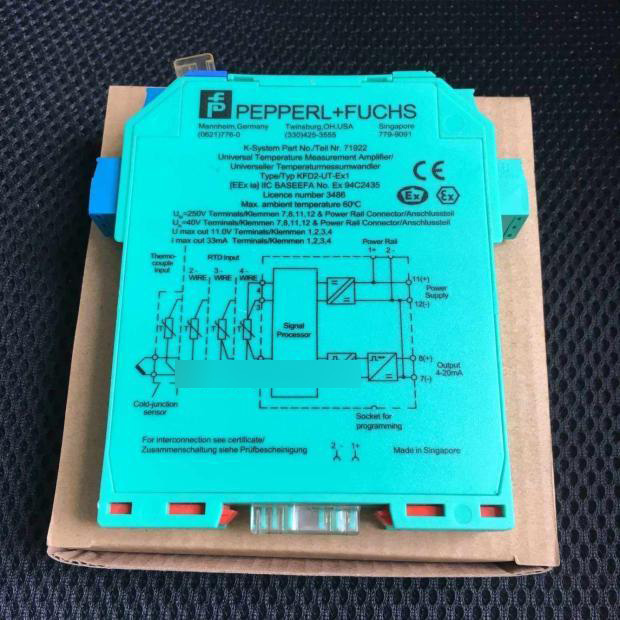 PEPPERL+FUCHS
Mannheim,Germany Twinsburg,OH.USA Singapore
(0621)776-0 (330)425-3555 779-9091
K-System Part No./Teil Nr. 71922
Universal Temperature Measurement Amplifier/
Universeller Temperaturmessumwandler
Type/Typ KFD2-UT-Ex1
[EEx ia] IIC BASEEFA No. Ex 94C2435
Licence number 3486
Max. ambient temperature 60°C
CE
Ex Ex
Um=250V Terminals/Klemmen 7,8,11,12 & Power Rail Connector/Anschlussteil
Um=40V Terminals/Klemmen 7,8,11,12 & Power Rail Connector/Anschlussteil
U max out 11.0V Terminals/Klemmen 1,2,3,4
i max out 33mA Terminals/Klemmen 1,2,3,4
Power Rail
1+ 2-
Thermo-
couple
Input
RTD Input
2- 3- 4-
WIRE WIRE WIRE
4
3
11(+)
Power
Supply
12(-)
Signal
Processor
8(+)
Output
4-20mA
7(-)
Cold-junction
sensor
Socket for
programming
For interconnection see certificate/
Zusammenschaltung siehe Prüfbescheinigung
2 - 1+
Made in Singapore